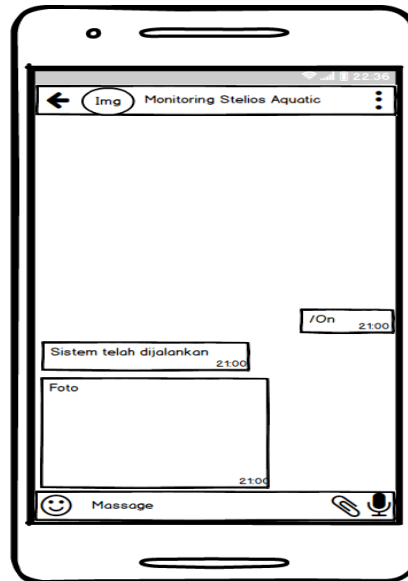 22:36
Img Monitoring Stelios Aquatic
/On
21:00
Sistem telah dijalankan
21:00
Foto
21:00
Massage